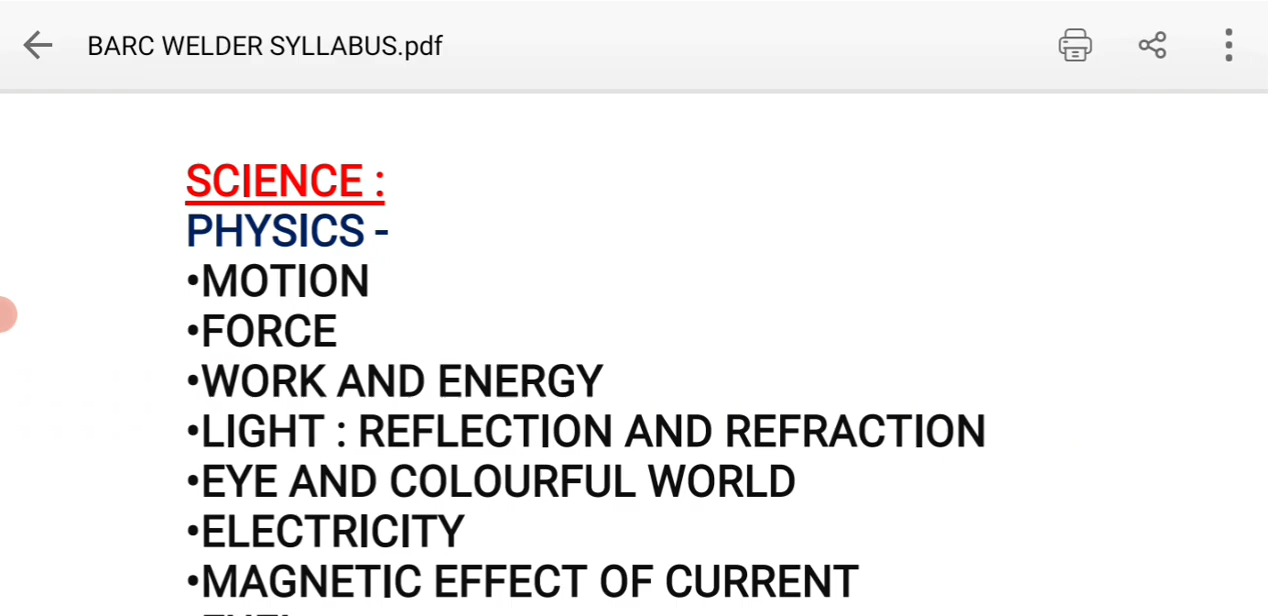 BARC WELDER SYLLABUS.pdf
SCIENCE :
PHYSICS -
•MOTION
•FORCE
•WORK AND ENERGY
•LIGHT : REFLECTION AND REFRACTION
•EYE AND COLOURFUL WORLD
•ELECTRICITY
•MAGNETIC EFFECT OF CURRENT